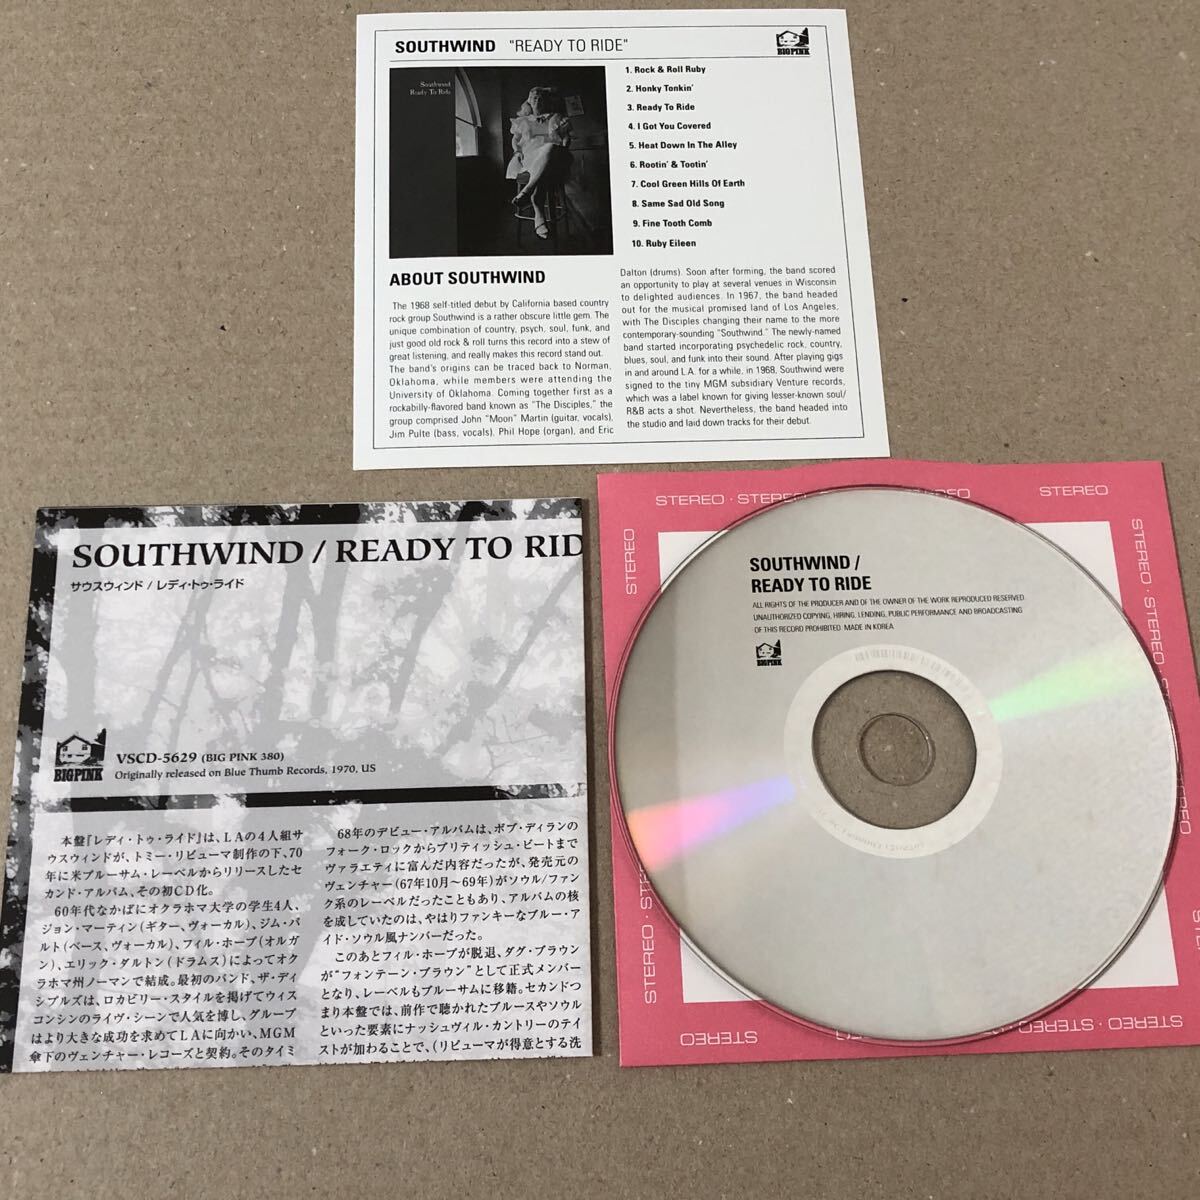 SOUTHWIND "READY TO RIDE"
BIGPINK
Southwind
Ready To Ride
1. Rock & Roll Ruby
2. Honky Tonkin'
3. Ready To Ride
4. I Got You Covered
5. Heat Down In The Alley
6. Rootin' & Tootin'
7. Cool Green Hills Of Earth
8. Same Sad Old Song
9. Fine Tooth Comb
10. Ruby Eileen
ABOUT SOUTHWIND
The 1968 self-titled debut by California based country
rock group Southwind is a rather obscure little gem. The
unique combination of country, psych, soul, funk, and
just good old rock & roll turns this record into a stew of
great listening, and really makes this record stand out.
The band's origins can be traced back to Norman,
Oklahoma, while members were attending the
University of Oklahoma. Coming together first as a
rockabilly-flavored band known as "The Disciples," the
group comprised John "Moon" Martin (guitar, vocals),
Jim Pulte (bass, vocals), Phil Hope (organ), and Eric
Dalton (drums). Soon after forming, the band scored
an opportunity to play at several venues in Wisconsin
to delighted audiences. In 1967, the band headed
out for the musical promised land of Los Angeles,
with The Disciples changing their name to the more
contemporary-sounding "Southwind." The newly-named
band started incorporating psychedelic rock, country,
blues, soul, and funk into their sound. After playing gigs
in and around L.A. for a while, in 1968, Southwind were
signed to the tiny MGM subsidiary Venture records,
which was a label known for giving lesser-known soul/
R&B acts a shot. Nevertheless, the band headed into
the studio and laid down tracks for their debut.
SOUTHWIND / READY TO RID
サウスウィンド / レディ・トゥ・ライド
BIGPINK
VSCD-5629 (BIG PINK 380)
Originally released on Blue Thumb Records, 1970, US
本盤『レディ・トゥ・ライド』は、LAの4人組サ
ウスウィンドが、トミー・リピューマ制作の下、70
年に米ブルーサム・レーベルからリリースしたセ
カンド・アルバム、その初CD化。
60年代なかばにオクラホマ大学の学生4人、
ジョン・マーティン(ギター、ヴォーカル)、ジム・パ
ルト(ベース、ヴォーカル)、フィル・ホープ(オルガ
ン)、エリック・ダルトン(ドラムス)によってオク
ラホマ州ノーマンで結成。最初のバンド、ザ・ディ
シプルズは、ロカビリー・スタイルを掲げてウィス
コンシンのライヴ・シーンで人気を博し、グループ
はより大きな成功を求めてLAに向かい、MGM
傘下のヴェンチャー・レコーズと契約。そのタイミ
68年のデビュー・アルバムは、ボブ・ディランの
フォーク・ロックからブリティッシュ・ビートまで
ヴァラエティに富んだ内容だったが、発売元の
ヴェンチャー(67年10月～69年)がソウル/ファン
ク系のレーベルだったこともあり、アルバムの核
を成していたのは、やはりファンキーなブルー・ア
イド・ソウル風ナンバーだった。
このあとフィル・ホープが脱退、ダグ・ブラウン
が"フォンテーン・ブラウン"として正式メンバー
となり、レーベルもブルーサムに移籍。セカンドつ
まり本盤では、前作で聴かれたブルースやソウル
といった要素にナッシュヴィル・カントリーのテイ
ストが加わることで、(リピューマが得意とする洗
STEREO · STEREO
STEREO
STEREO
STEREO · STEREO · STEREO
SOUTHWIND /
READY TO RIDE
ALL RIGHTS OF THE PRODUCER AND OF THE OWNER OF THE WORK REPRODUCED RESERVED.
UNAUTHORIZED COPYING, HIRING, LENDING, PUBLIC PERFORMANCE AND BROADCASTING
OF THIS RECORD PROHIBITED. MADE IN KOREA
BIGPINK
STEREO · STEREO
STEREO
STEREO · STEREO